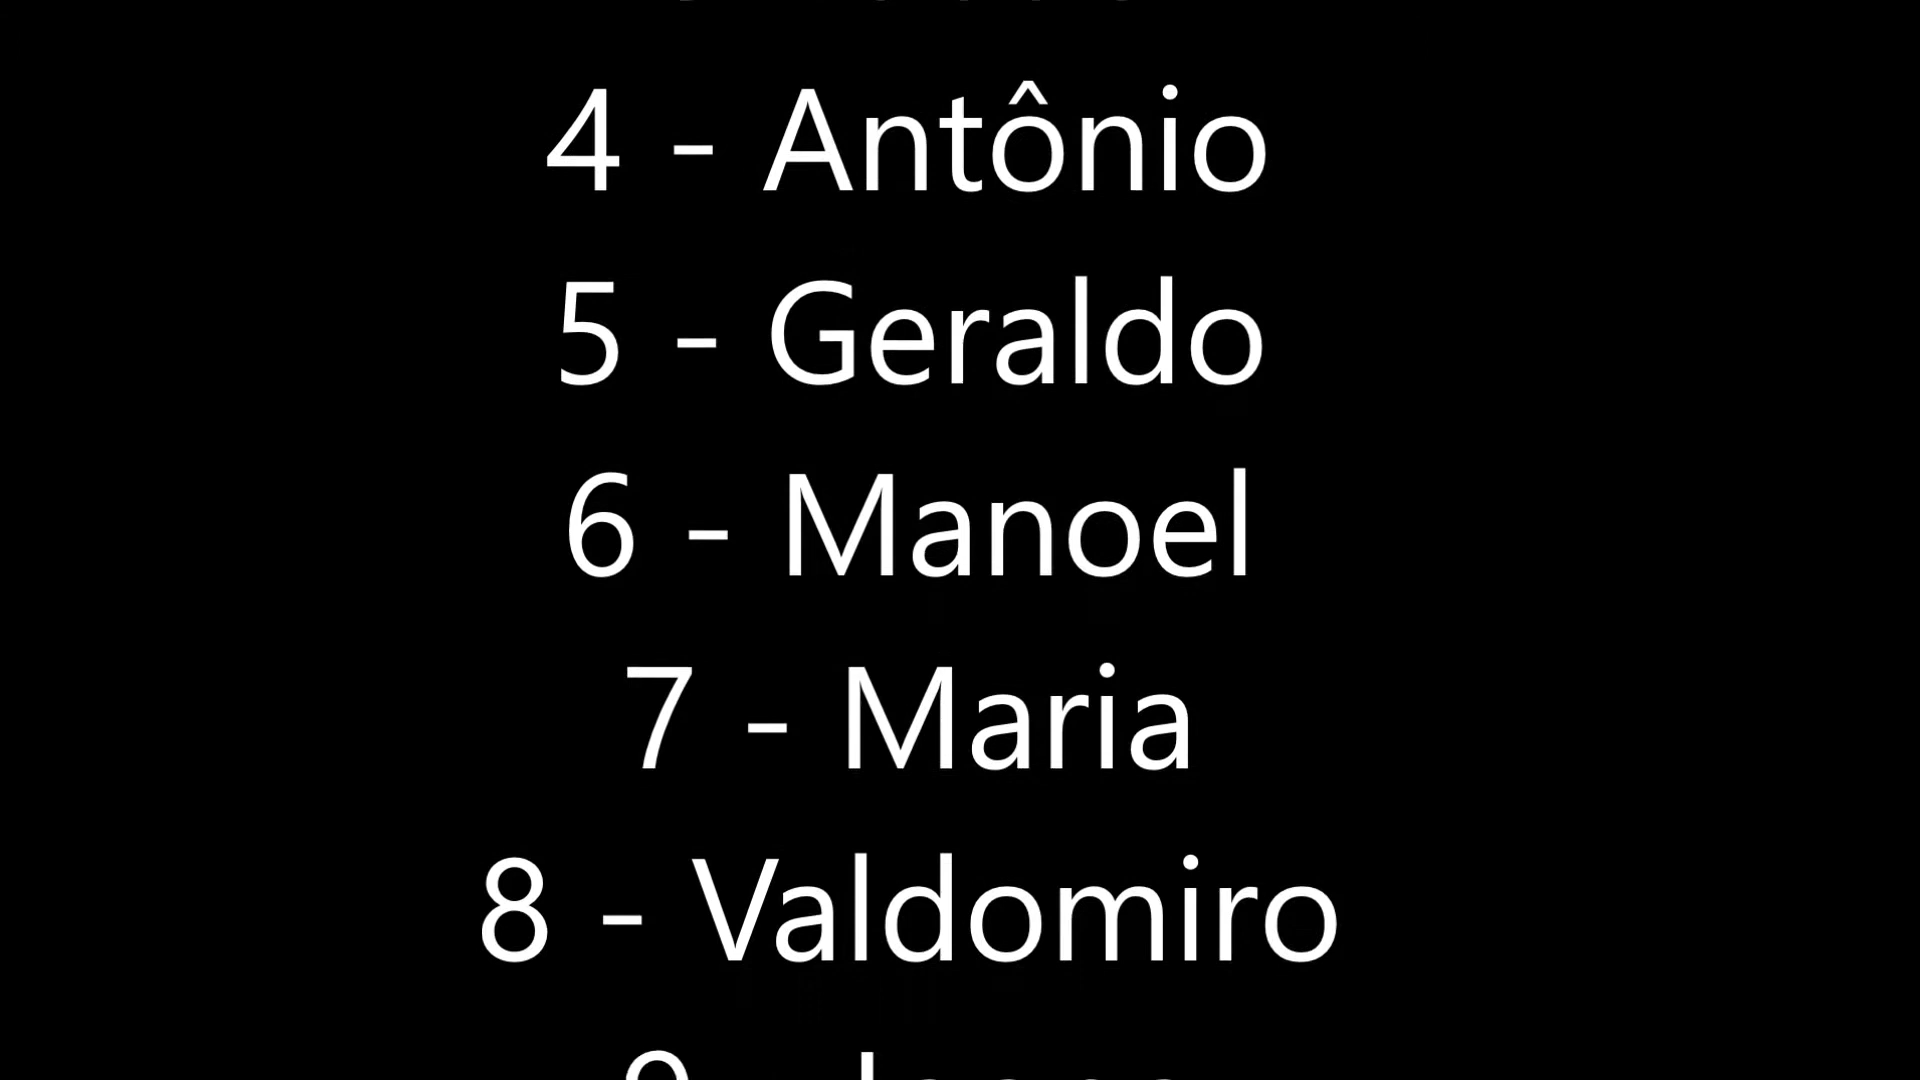 4 - Antônio
5 - Geraldo
6 - Manoel
7 - Maria
8 - Valdomiro